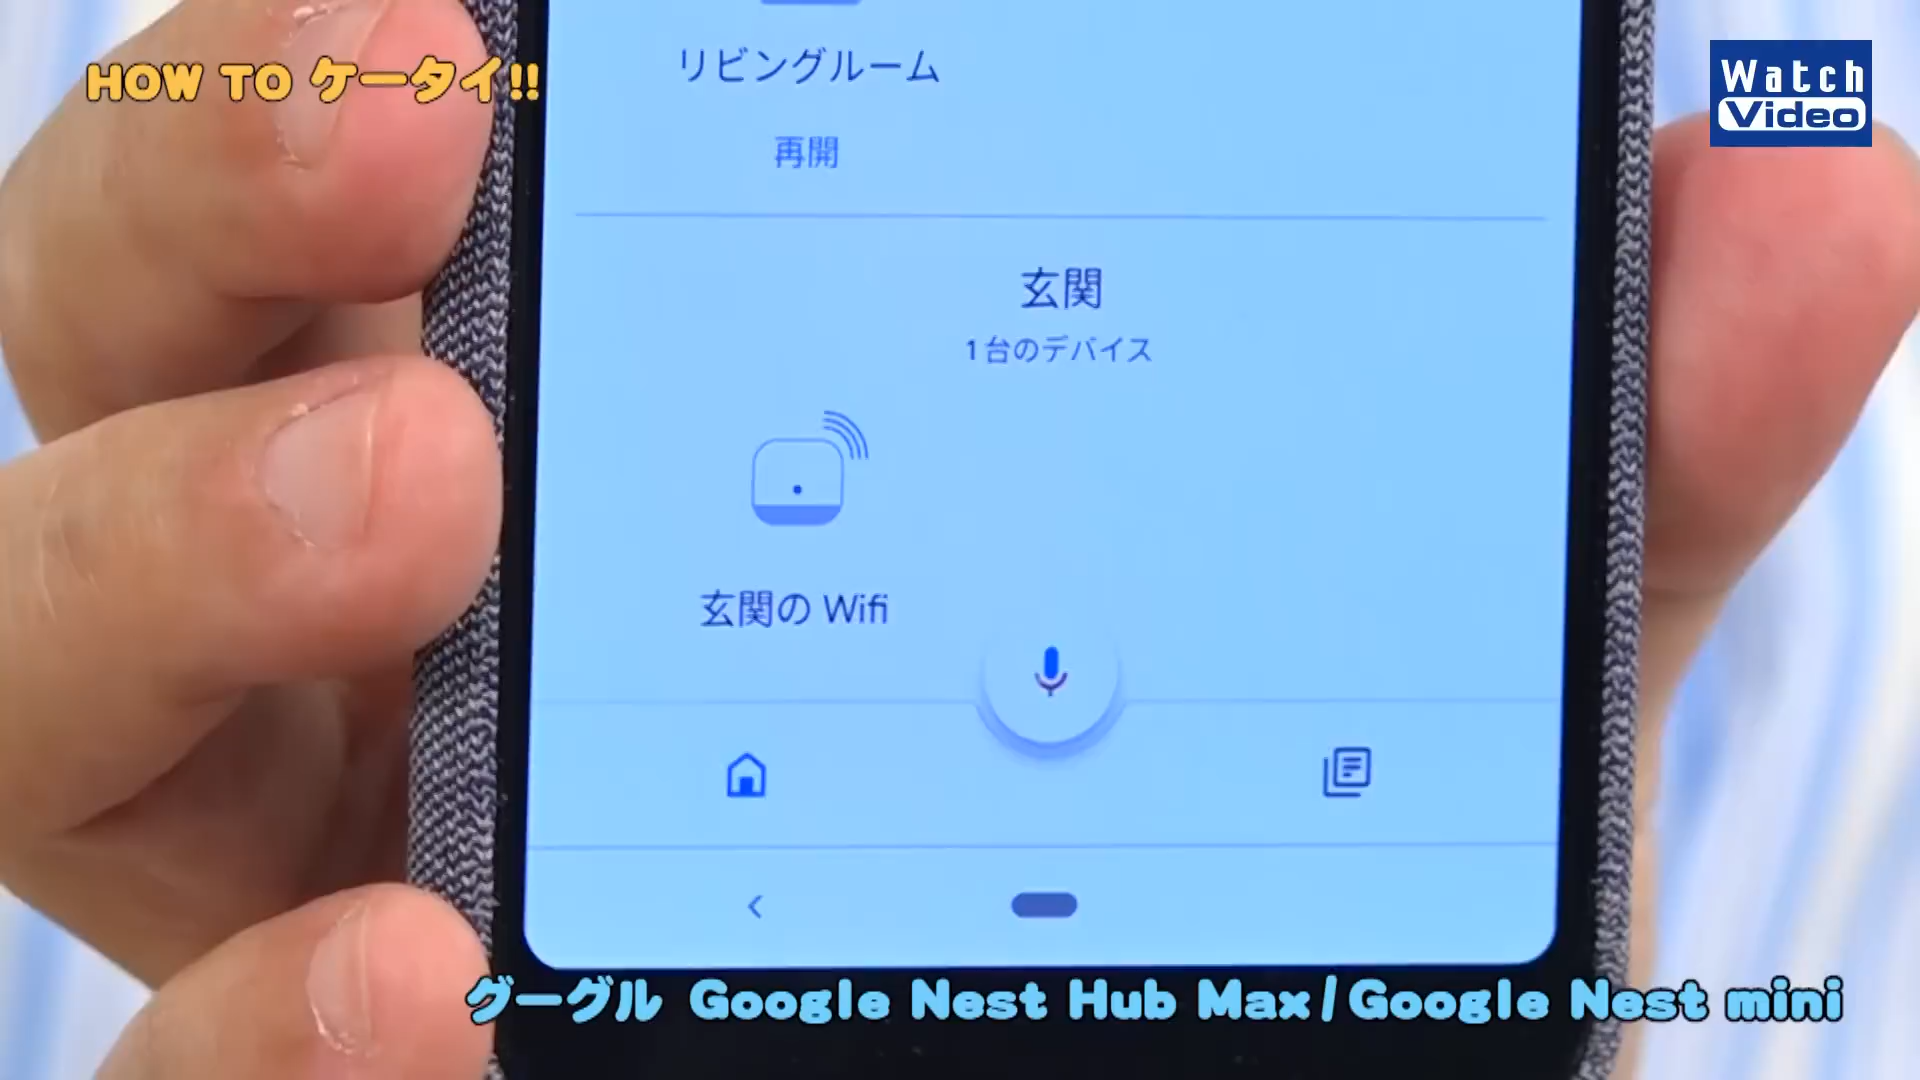 HOW TO ケータイ!!
Watch
Video
リビングルーム
再開
玄関
1台のデバイス
玄関の Wifi
グーグル Google Nest Hub Max/Google Nest mini